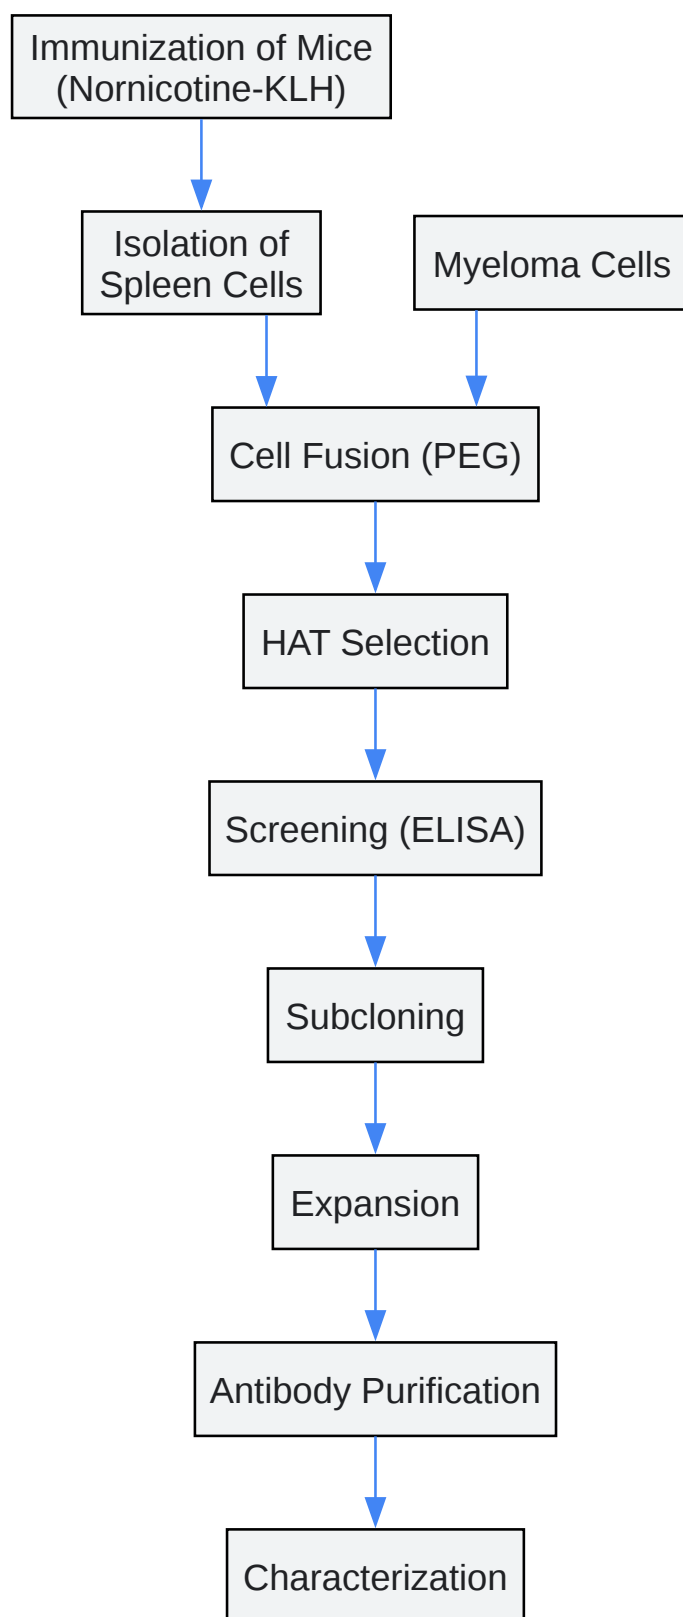 Immunization of Mice
(Nornicotine-KLH)
Isolation of
Spleen Cells
Myeloma Cells
Cell Fusion (PEG)
HAT Selection
Screening (ELISA)
Subcloning
Expansion
Antibody Purification
Characterization